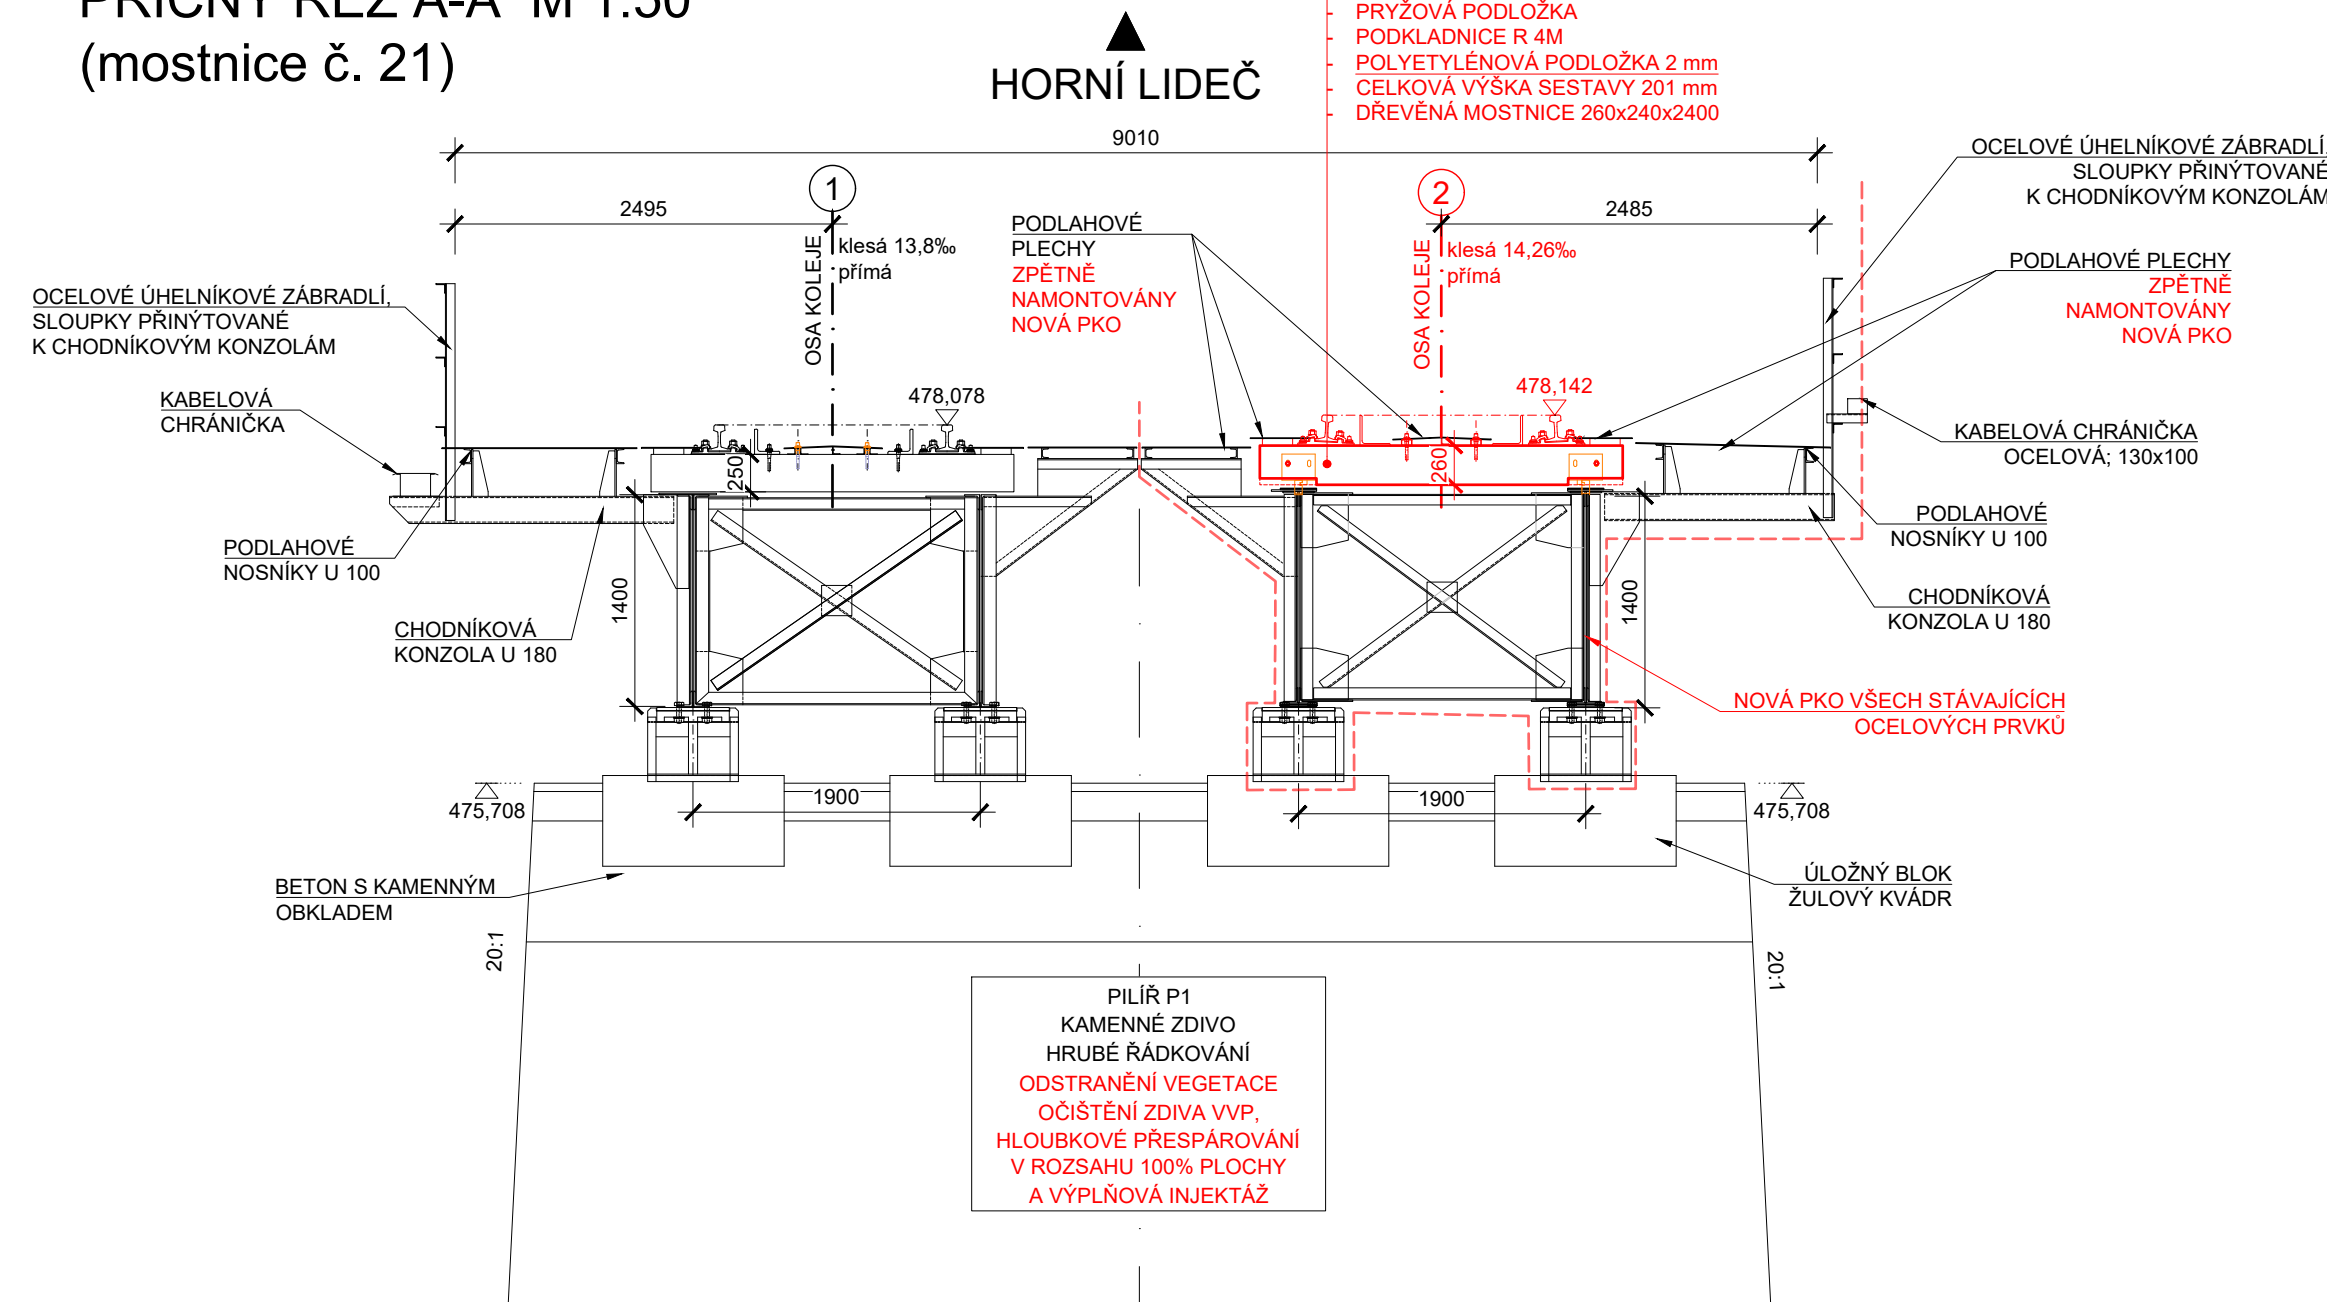 PŘÍČNÝ ŘEZ A-A' M 1:50
(mostnice č. 21)
HORNÍ LIDEČ
PRYŽOVÁ PODLOŽKA
PODKLADNICE R 4M
POLYETYLÉNOVÁ PODLOŽKA 2 mm
CELKOVÁ VÝŠKA SESTAVY 201 mm
DŘEVĚNÁ MOSTNICE 260x240x2400
9010
2495
1
2
2485
OCELOVÉ ÚHELNÍKOVÉ ZÁBRADLÍ,
SLOUPKY PŘINÝTOVANÉ
K CHODNÍKOVÝM KONZOLÁM
OSA KOLEJE
klesá 13,8‰
přímá
PODLAHOVÉ
PLECHY
ZPĚTNĚ
NAMONTOVÁNY
NOVÁ PKO
OSA KOLEJE
klesá 14,26‰
přímá
PODLAHOVÉ PLECHY
ZPĚTNĚ
NAMONTOVÁNY
NOVÁ PKO
OCELOVÉ ÚHELNÍKOVÉ ZÁBRADLÍ,
SLOUPKY PŘINÝTOVANÉ
K CHODNÍKOVÝM KONZOLÁM
KABELOVÁ
CHRÁNIČKA
478,078
478,142
KABELOVÁ CHRÁNIČKA
OCELOVÁ; 130x100
250
260
PODLAHOVÉ
NOSNÍKY U 100
PODLAHOVÉ
NOSNÍKY U 100
1400
1400
CHODNÍKOVÁ
KONZOLA U 180
CHODNÍKOVÁ
KONZOLA U 180
NOVÁ PKO VŠECH STÁVAJÍCÍCH
OCELOVÝCH PRVKŮ
475,708
1900
1900
475,708
BETON S KAMENNÝM
OBKLADEM
ÚLOŽNÝ BLOK
ŽULOVÝ KVÁDR
20:1
20:1
PILÍŘ P1
KAMENNÉ ZDIVO
HRUBÉ ŘÁDKOVÁNÍ
ODSTRANĚNÍ VEGETACE
OČIŠTĚNÍ ZDIVA VVP,
HLOUBKOVÉ PŘESPÁROVÁNÍ
V ROZSAHU 100% PLOCHY
A VÝPLŇOVÁ INJEKTÁŽ